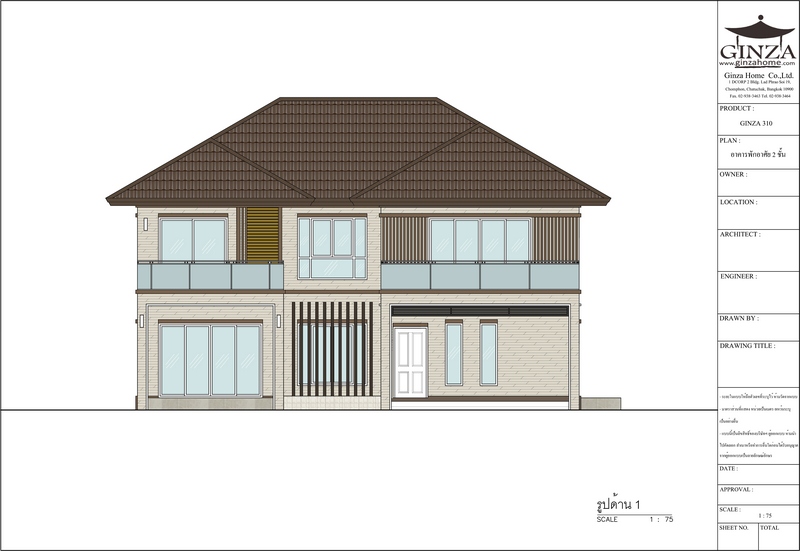 GINZA
www.ginzahome.com
Ginza Home Co.,Ltd.
1 DCORP 2 Bldg. Lad Phrao Soi 19,
Chomphon, Chatuchak, Bangkok 10900
Fax. 02-938-3463 Tel. 02-938-3464
PRODUCT :
GINZA 310
PLAN :
อาคารพักอาศัย 2 ชั้น
OWNER :
LOCATION :
ARCHITECT :
ENGINEER :
DRAWN BY :
DRAWING TITLE :
DATE :
APPROVAL :
SCALE :
1 : 75
SHEET NO. TOTAL
รูปด้าน 1
SCALE 1 : 75